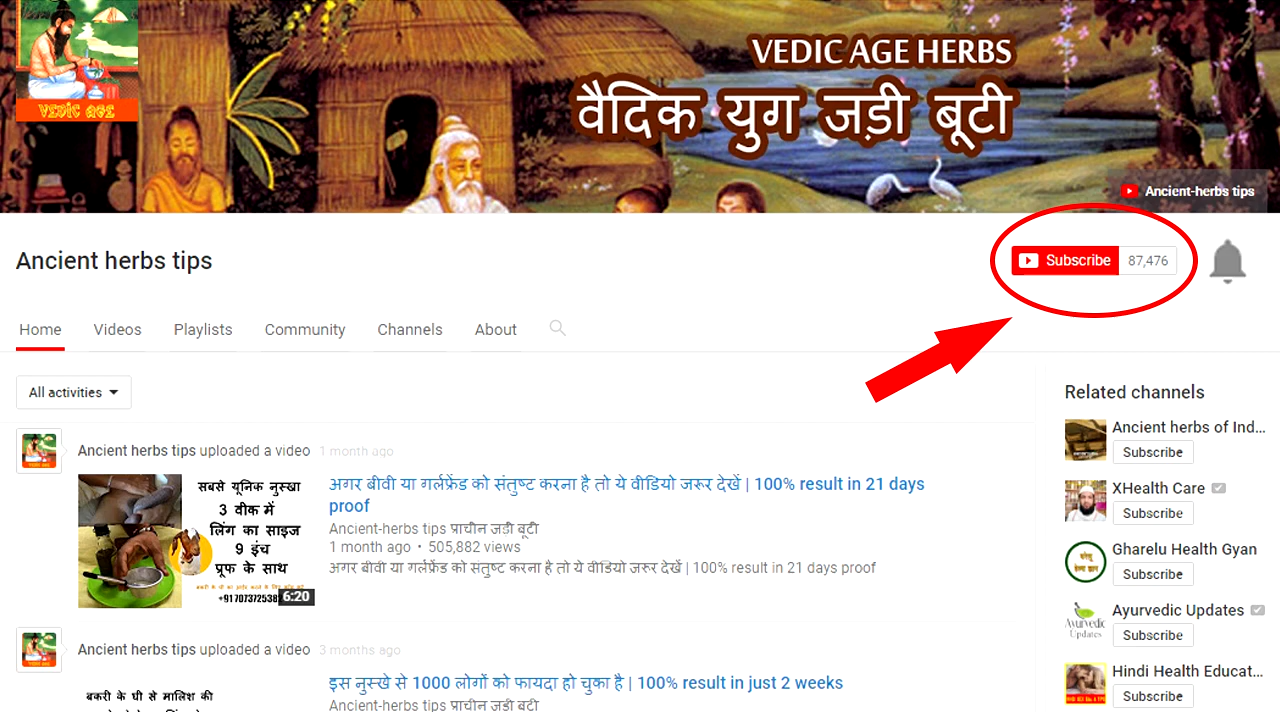 VEDIC AGE
VEDIC AGE HERBS
वैदिक युग जड़ी बूटी
Ancient-herbs tips
Ancient herbs tips
Subscribe 87,476
Home Videos Playlists Community Channels About
All activities
Ancient herbs tips uploaded a video 1 month ago
सबसे यूनिक नुस्खा
3 वीक में
लिंग का साइज
9 इंच
प्रूफ के साथ
+91 707372538
6:20
अगर बीवी या गर्लफ्रेंड को संतुष्ट करना है तो ये वीडियो जरूर देखें | 100% result in 21 days
proof
Ancient-herbs tips प्राचीन जड़ी बूटी
1 month ago • 505,882 views
अगर बीवी या गर्लफ्रेंड को संतुष्ट करना है तो ये वीडियो जरूर देखें | 100% result in 21 days proof
Ancient herbs tips uploaded a video 3 months ago
बकरी के घी से मालिश की
इस नुस्खे से 1000 लोगों को फायदा हो चुका है | 100% result in just 2 weeks
Ancient-herbs tips प्राचीन जड़ी बूटी
Related channels
Ancient herbs of Ind...
Subscribe
XHealth Care
Subscribe
Gharelu Health Gyan
Subscribe
Ayurvedic Updates
Subscribe
Hindi Health Educat...
Subscribe